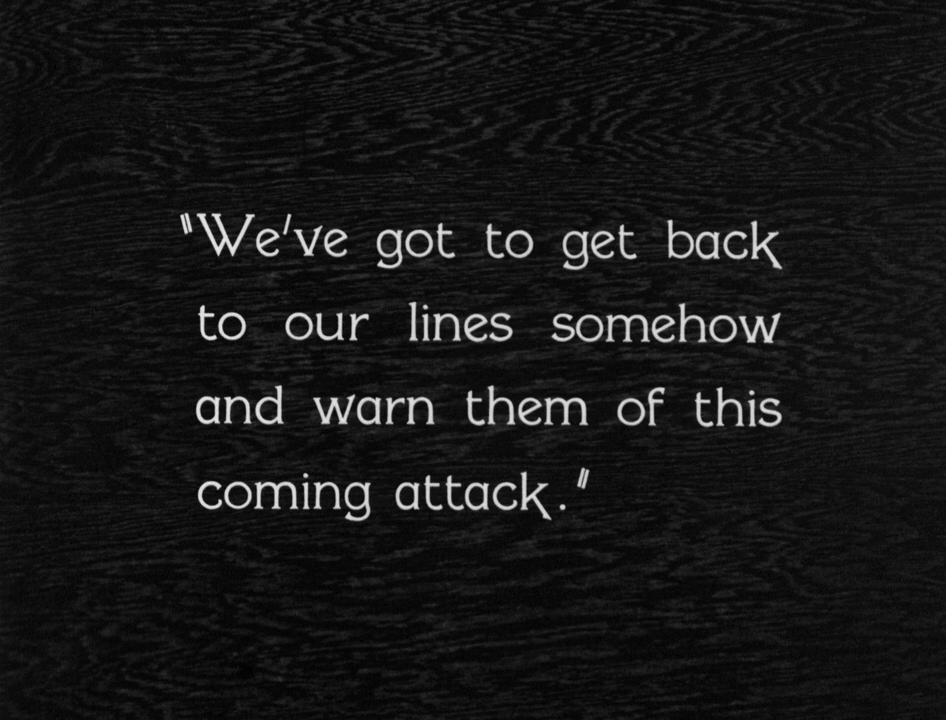 "We've got to get back
to our lines somehow
and warn them of this
coming attack."